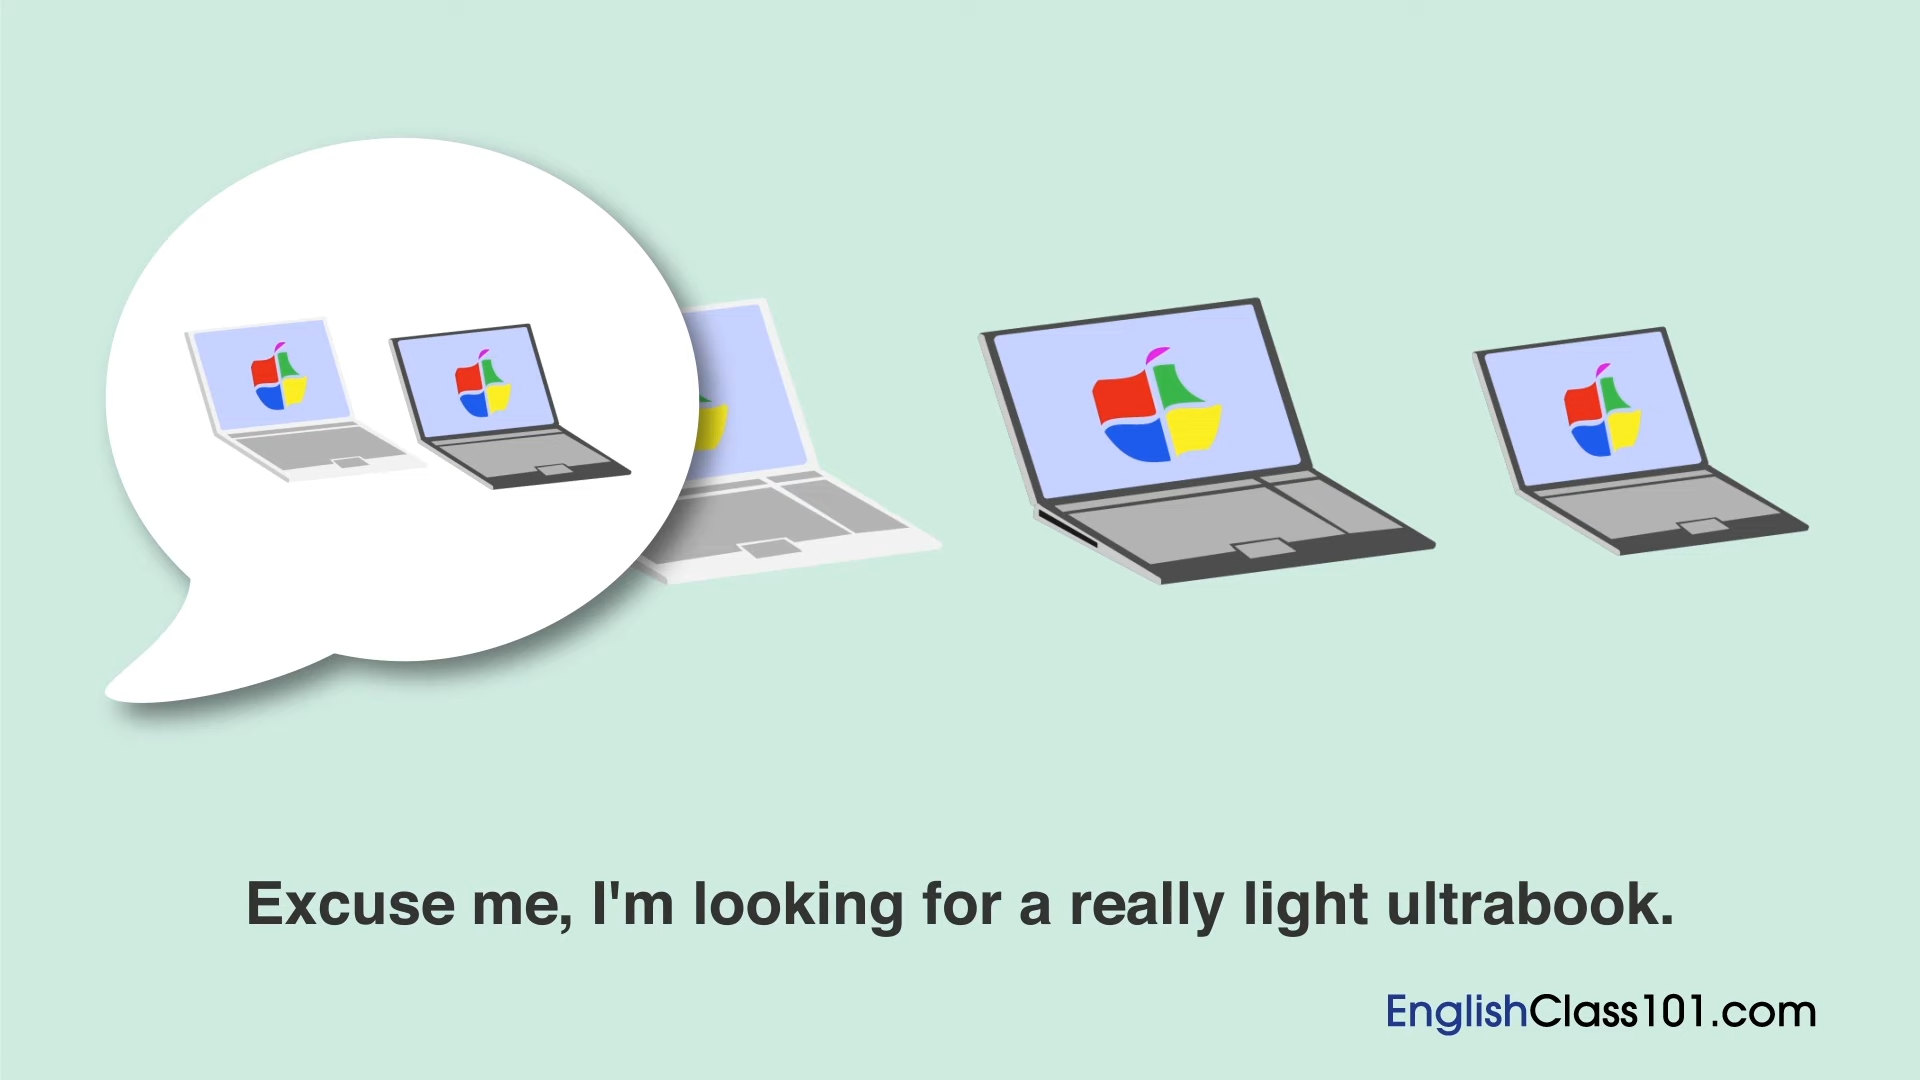 Excuse me, I'm looking for a really light ultrabook.
EnglishClass101.com